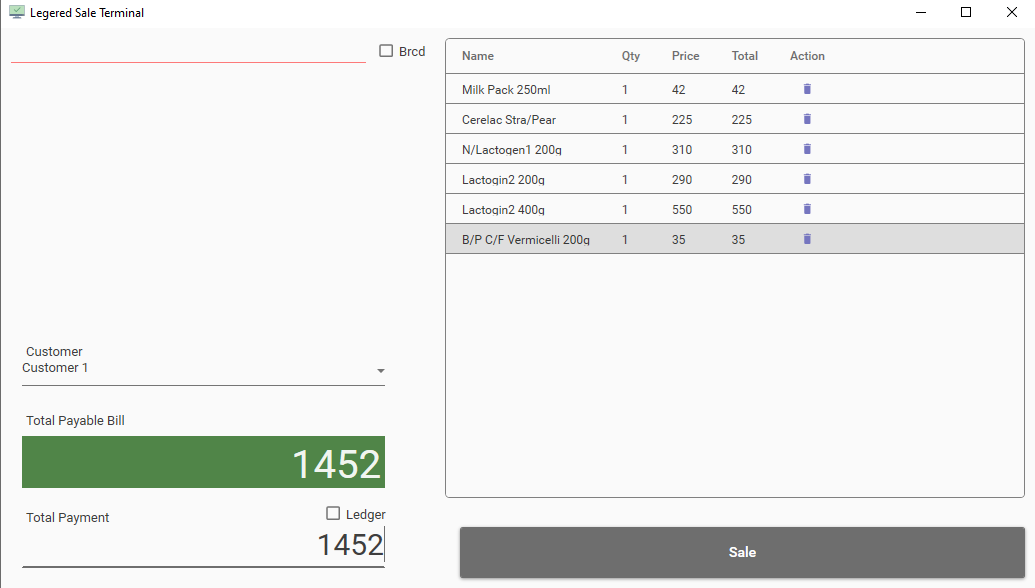 Legered Sale Terminal
Brcd
Name Qty Price Total Action
Milk Pack 250ml 1 42 42
Cerelac Stra/Pear 1 225 225
N/Lactogen1 200g 1 310 310
Lactogin2 200g 1 290 290
Lactogin2 400g 1 550 550
B/P C/F Vermicelli 200g 1 35 35
Customer
Customer 1
Total Payable Bill
1452
Total Payment
Ledger
1452
Sale